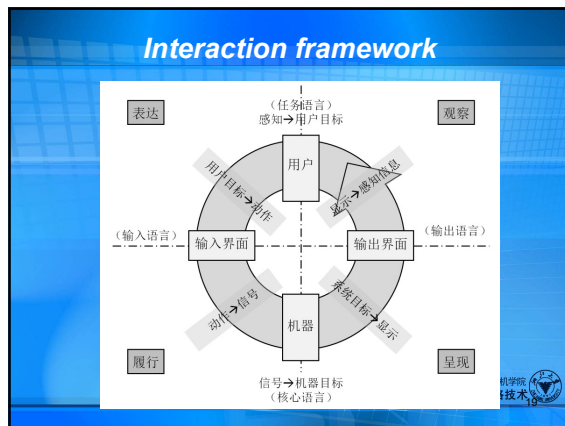 Interaction framework
（任务语言）
感知→用户目标
表达
观察
用户
用户目标→动作
显示→感知信息
（输入语言）
输入界面
输出界面
（输出语言）
动作→信号
机器
系统目标→显示
履行
呈现
信号→机器目标
（核心语言）
机学院
技术
19